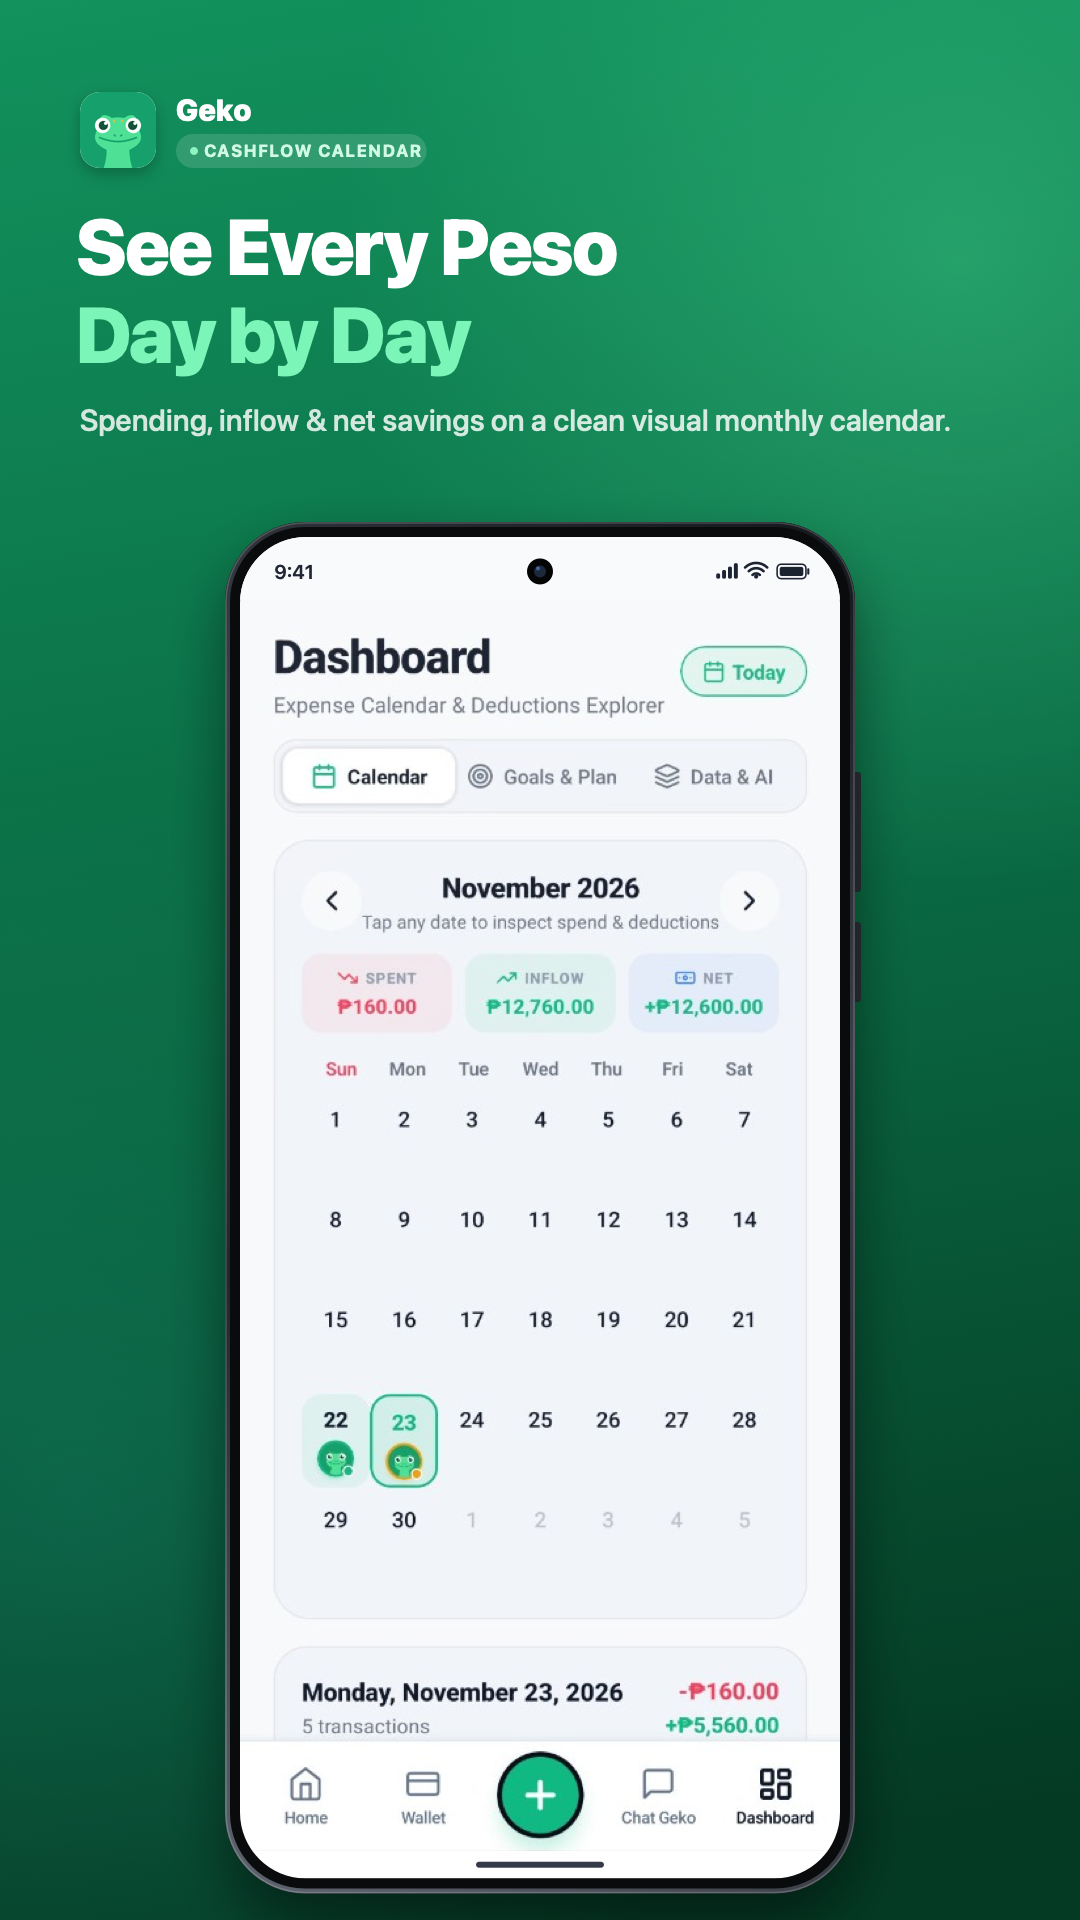 Geko
CASHFLOW CALENDAR
See Every Peso
Day by Day
Spending, inflow & net savings on a clean visual monthly calendar.
9:41
Dashboard
Today
Expense Calendar & Deductions Explorer
Calendar Goals & Plan Data & AI
November 2026
Tap any date to inspect spend & deductions
SPENT INFLOW NET
₱160.00 ₱12,760.00 +₱12,600.00
Sun Mon Tue Wed Thu Fri Sat
1 2 3 4 5 6 7
8 9 10 11 12 13 14
15 16 17 18 19 20 21
22 23 24 25 26 27 28
29 30 1 2 3 4 5
Monday, November 23, 2026 -₱160.00
5 transactions +₱5,560.00
Home Wallet Chat Geko Dashboard